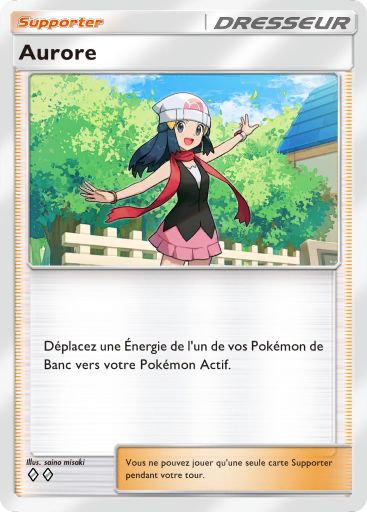 Supporter
DRESSEUR
Aurore
Déplacez une Énergie de l'un de vos Pokémon de
Banc vers votre Pokémon Actif.
Illus. saino misaki
Vous ne pouvez jouer qu'une seule carte Supporter
pendant votre tour.